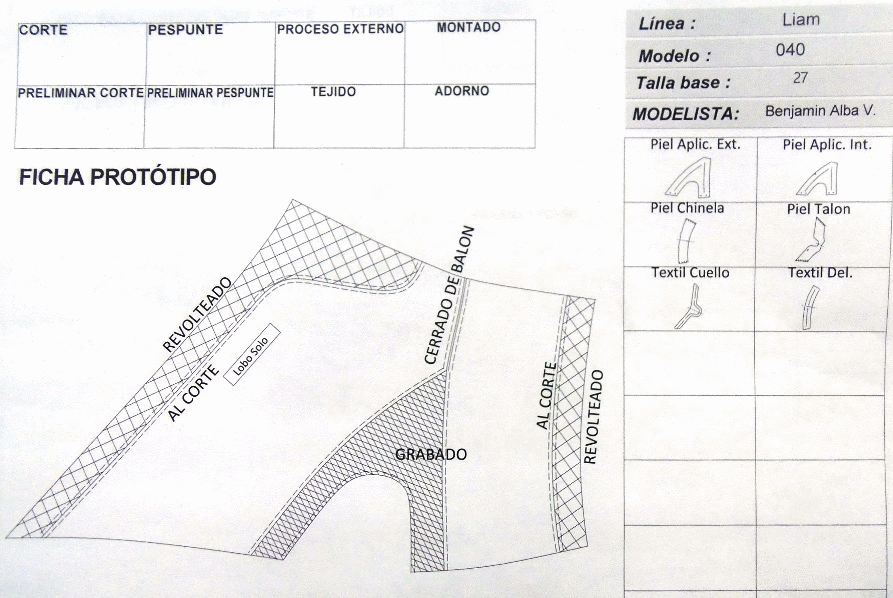 CORTE PESPUNTE PROCESO EXTERNO MONTADO
PRELIMINAR CORTE PRELIMINAR PESPUNTE TEJIDO ADORNO
FICHA PROTÓTIPO
Línea : Liam
Modelo : 040
Talla base : 27
MODELISTA: Benjamin Alba V.
Piel Aplic. Ext. Piel Aplic. Int.
Piel Chinela Piel Talon
Textil Cuello Textil Del.
REVOLTEADO
AL CORTE
Lobo Solo
CERRADO DE BALON
GRABADO
AL CORTE
REVOLTEADO